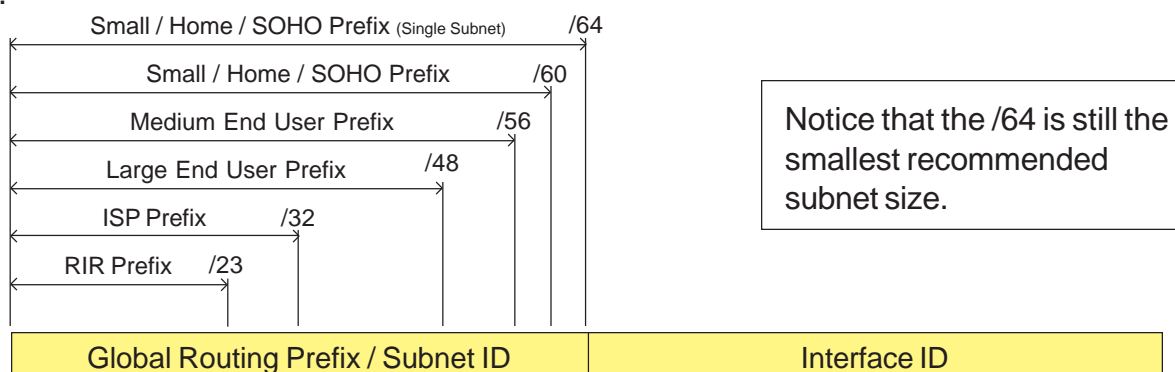 Small / Home / SOHO Prefix (Single Subnet) /64
Small / Home / SOHO Prefix /60
Medium End User Prefix /56
Large End User Prefix /48
ISP Prefix /32
RIR Prefix /23
Notice that the /64 is still the
smallest recommended
subnet size.
Global Routing Prefix / Subnet ID
Interface ID